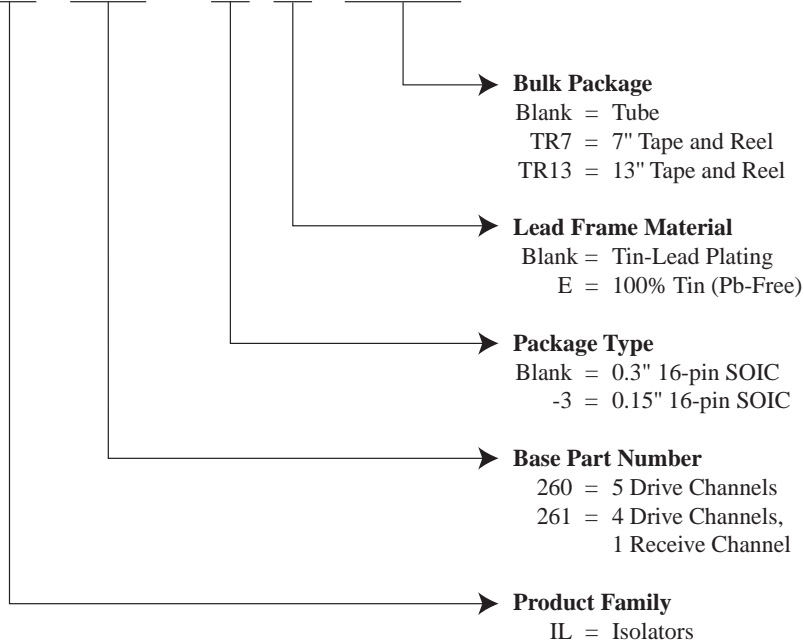 Bulk Package
Blank = Tube
TR7 = 7" Tape and Reel
TR13 = 13" Tape and Reel
Lead Frame Material
Blank = Tin-Lead Plating
E = 100% Tin (Pb-Free)
Package Type
Blank = 0.3" 16-pin SOIC
-3 = 0.15" 16-pin SOIC
Base Part Number
260 = 5 Drive Channels
261 = 4 Drive Channels,
1 Receive Channel
Product Family
IL = Isolators